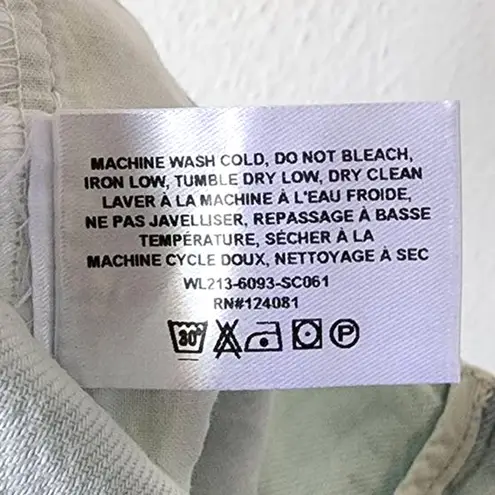 MACHINE WASH COLD, DO NOT BLEACH,
IRON LOW, TUMBLE DRY LOW, DRY CLEAN
LAVER À LA MACHINE À L'EAU FROIDE,
NE PAS JAVELLISER, REPASSAGE À BASSE
TEMPÉRATURE, SÉCHER À LA
MACHINE CYCLE DOUX, NETTOYAGE À SEC
WL213-6093-SC061
RN#124081
30° P